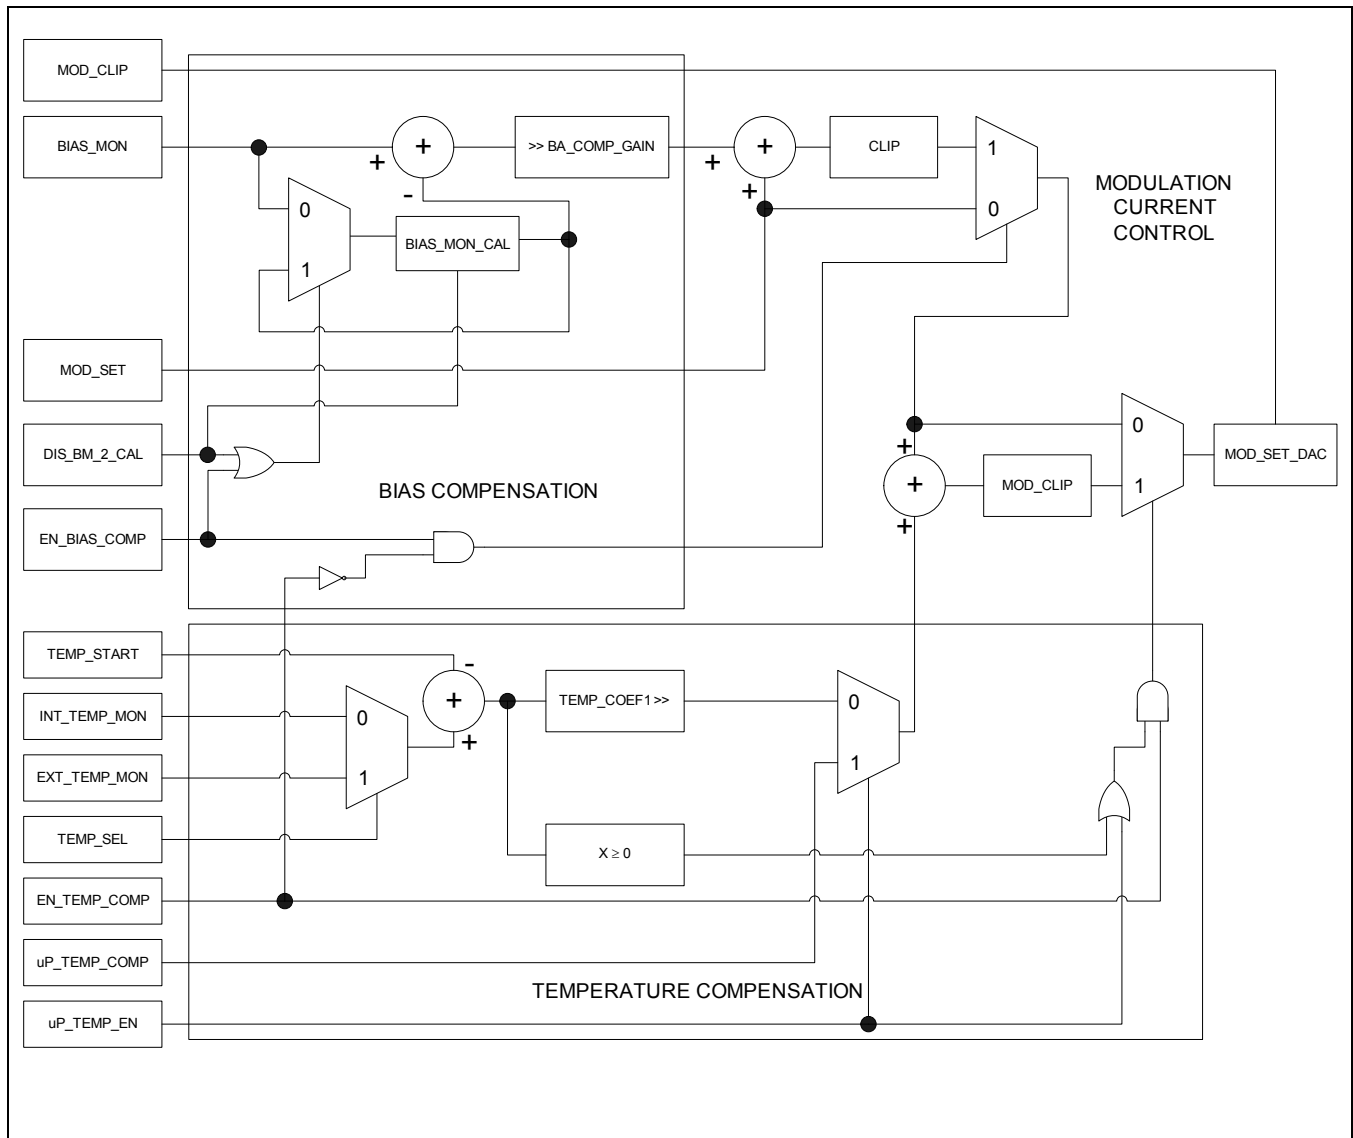 MOD_CLIP
BIAS_MON
+
+
-
>> BA_COMP_GAIN
+
+
+
CLIP
1
0
MODULATION
CURRENT
CONTROL
0
1
BIAS_MON_CAL
MOD_SET
DIS_BM_2_CAL
EN_BIAS_COMP
BIAS COMPENSATION
+
+
+
MOD_CLIP
0
1
MOD_SET_DAC
TEMP_START
INT_TEMP_MON
EXT_TEMP_MON
TEMP_SEL
EN_TEMP_COMP
uP_TEMP_COMP
uP_TEMP_EN
0
1
-
+
+
TEMP_COEF1 >>
X ≥ 0
0
1
TEMPERATURE COMPENSATION